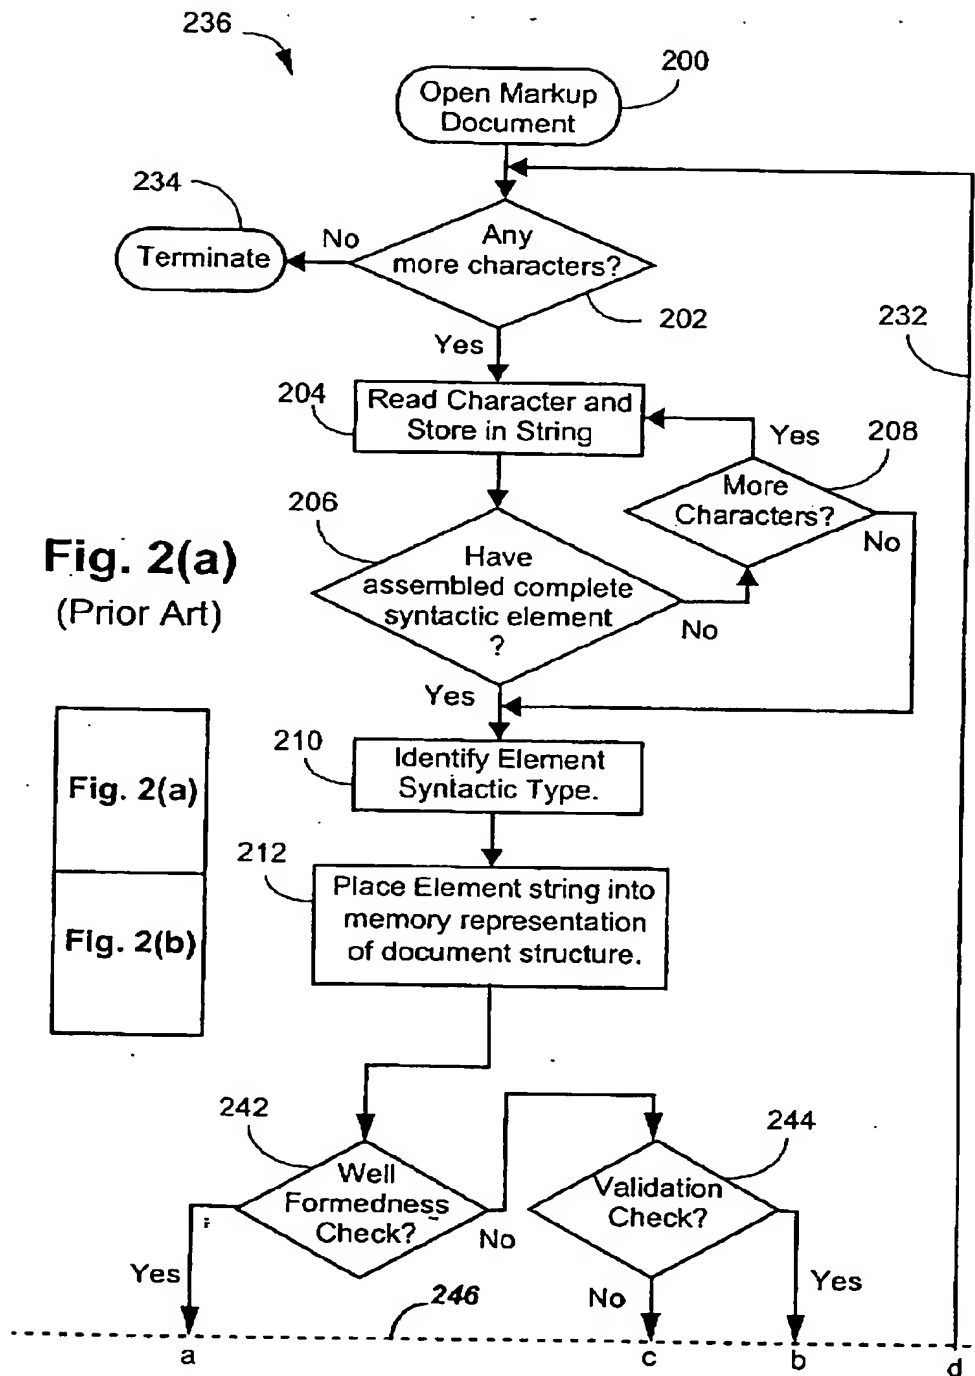 236
200
Open Markup
Document
234
Terminate
No
Any
more characters?
202
232
Yes
204
Read Character and
Store in String
Yes
208
More
Characters?
No
206
Have
assembled complete
syntactic element
?
No
Fig. 2(a)
(Prior Art)
Yes
210
Identify Element
Syntactic Type.
Fig. 2(a)
Fig. 2(b)
212
Place Element string into
memory representation
of document structure.
242
Well
Formedness
Check?
No
244
Validation
Check?
Yes
No
Yes
246
a
c
b
d